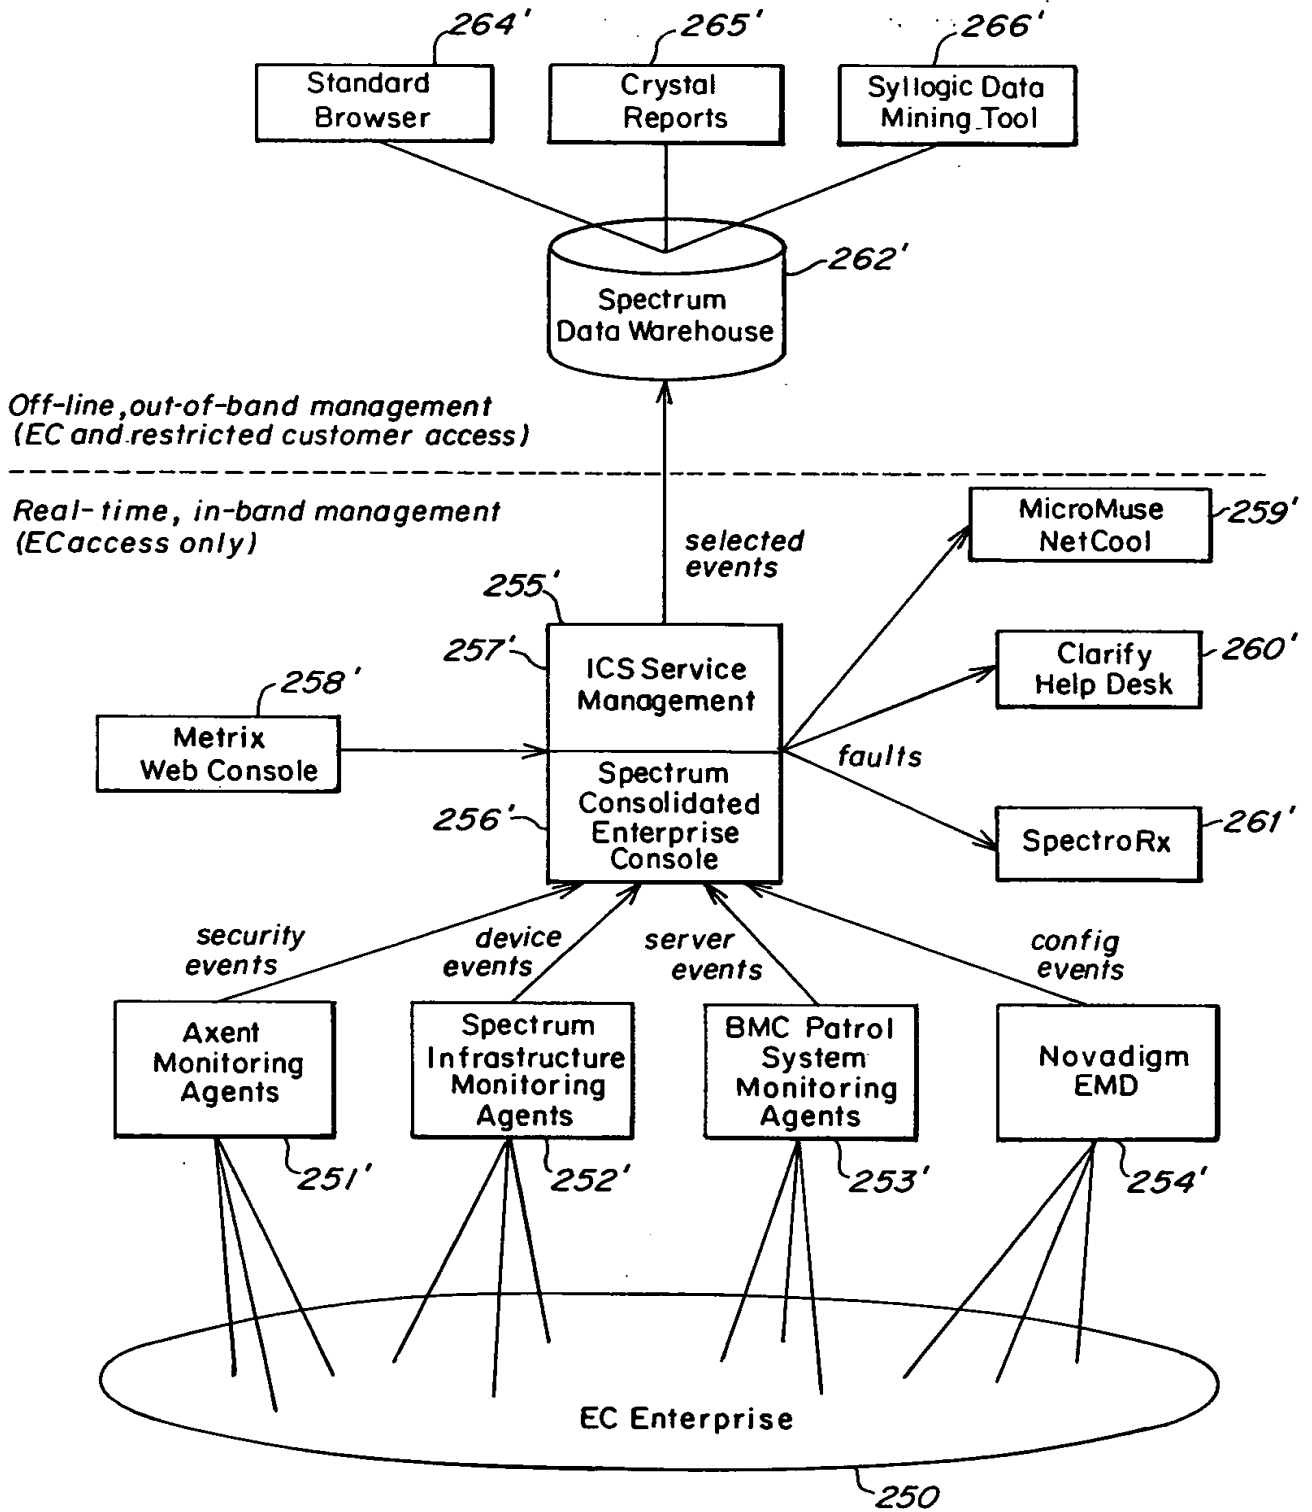 264'
265'
266'
Standard
Browser
Crystal
Reports
Syllogic Data
Mining Tool
262'
Spectrum
Data Warehouse
Off-line, out-of-band management
(EC and restricted customer access)
Real-time, in-band management
(EC access only)
selected
events
MicroMuse
NetCool
259'
255'
257'
ICS Service
Management
Clarify
Help Desk
260'
258'
Metrix
Web Console
faults
256'
Spectrum
Consolidated
Enterprise
Console
SpectroRx
261'
security
events
device
events
server
events
config
events
Axent
Monitoring
Agents
Spectrum
Infrastructure
Monitoring
Agents
BMC Patrol
System
Monitoring
Agents
Novadigm
EMD
251'
252'
253'
254'
EC Enterprise
250